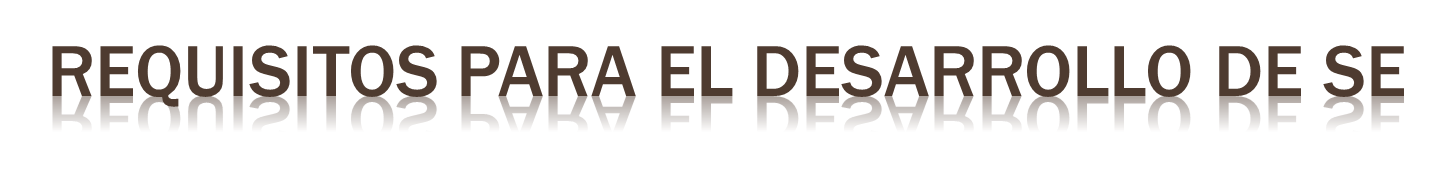 REQUISITOS PARA EL DESARROLLO DE SE